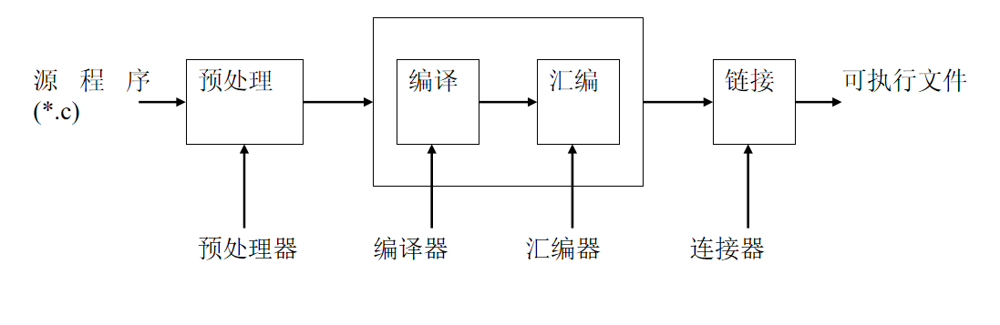 源程序
(*.c)
预处理
编译
汇编
链接
可执行文件
预处理器
编译器
汇编器
连接器